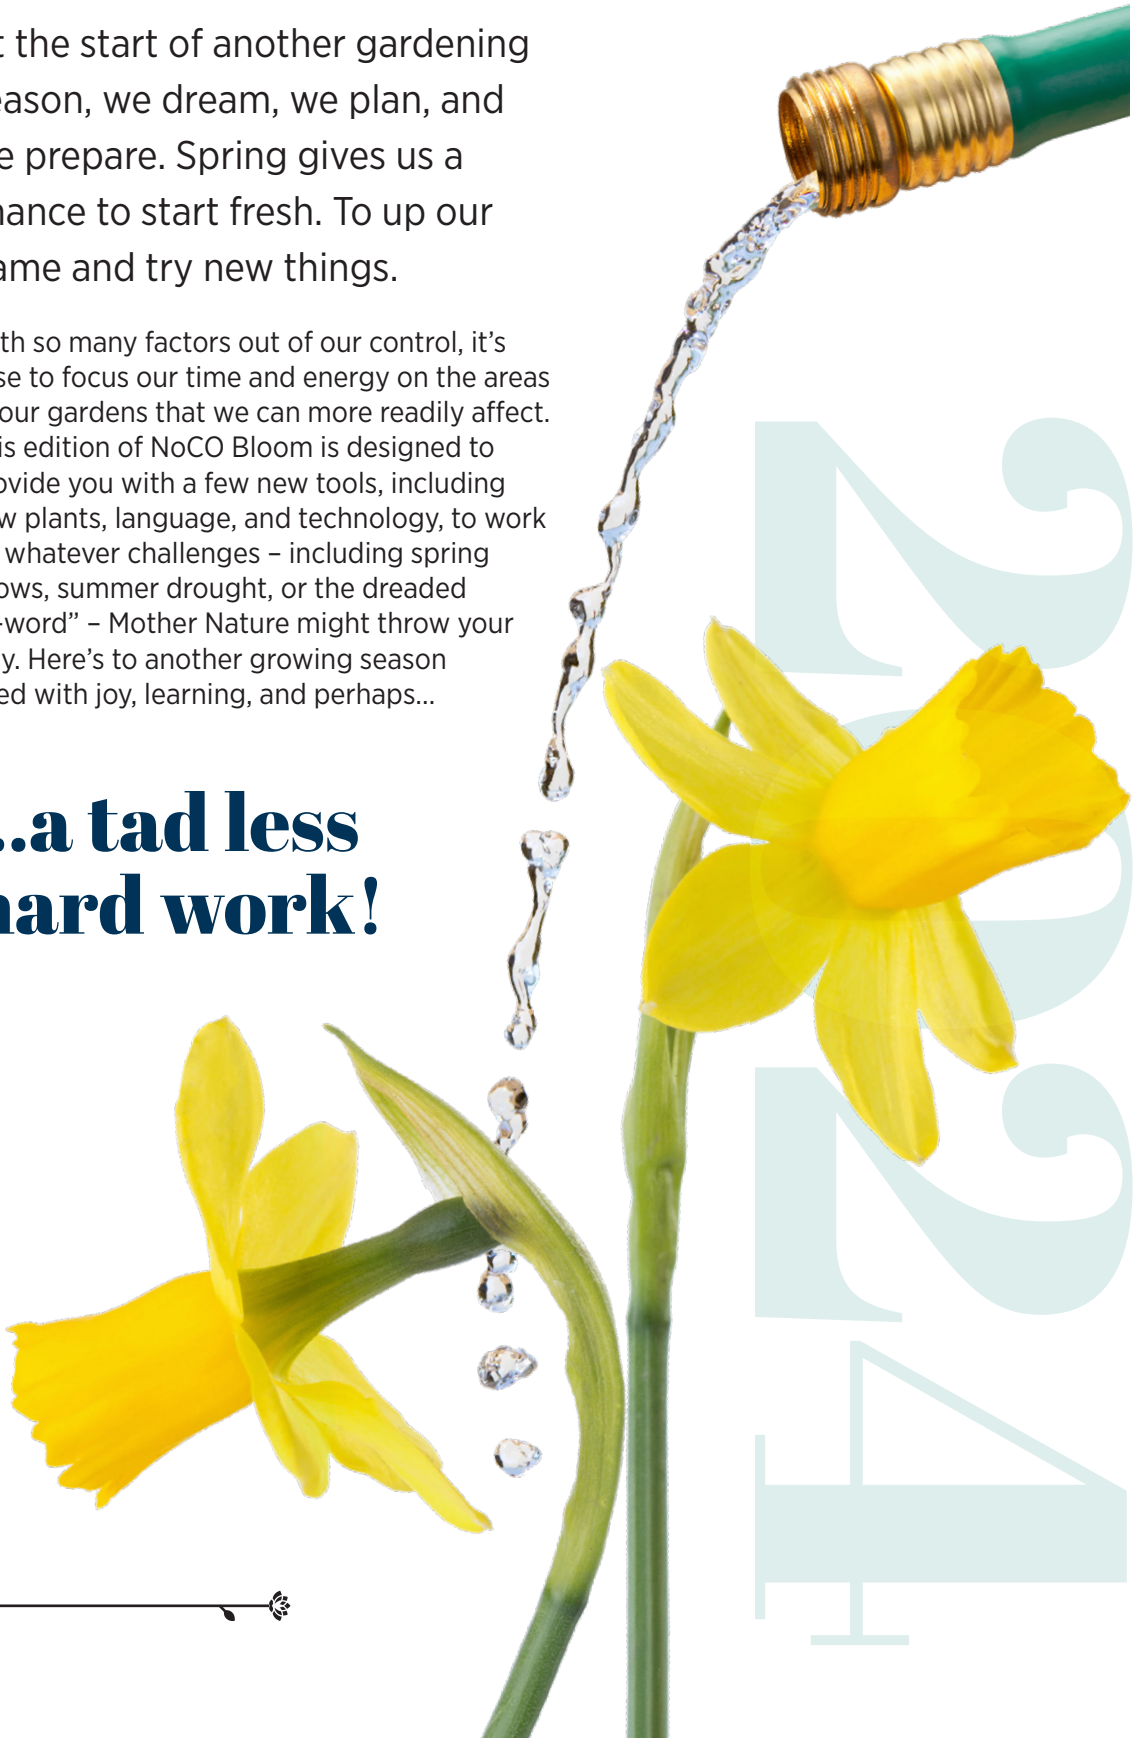 t the start of another gardening
eason, we dream, we plan, and
e prepare. Spring gives us a
hance to start fresh. To up our
ame and try new things.
th so many factors out of our control, it’s
se to focus our time and energy on the areas
our gardens that we can more readily affect.
is edition of NoCO Bloom is designed to
ovide you with a few new tools, including
w plants, language, and technology, to work
whatever challenges – including spring
ows, summer drought, or the dreaded
-word” – Mother Nature might throw your
y. Here’s to another growing season
ed with joy, learning, and perhaps...
..a tad less
hard work!
2024